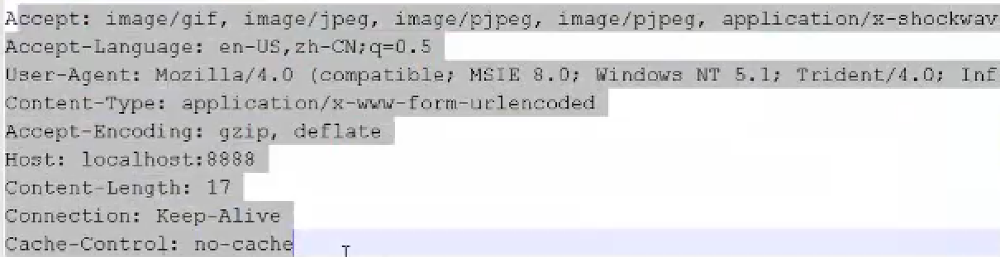 Accept: image/gif, image/jpeg, image/pjpeg, image/pjpeg, application/x-shockwav
Accept-Language: en-US,zh-CN;q=0.5
User-Agent: Mozilla/4.0 (compatible; MSIE 8.0; Windows NT 5.1; Trident/4.0; Inf
Content-Type: application/x-www-form-urlencoded
Accept-Encoding: gzip, deflate
Host: localhost:8888
Content-Length: 17
Connection: Keep-Alive
Cache-Control: no-cache